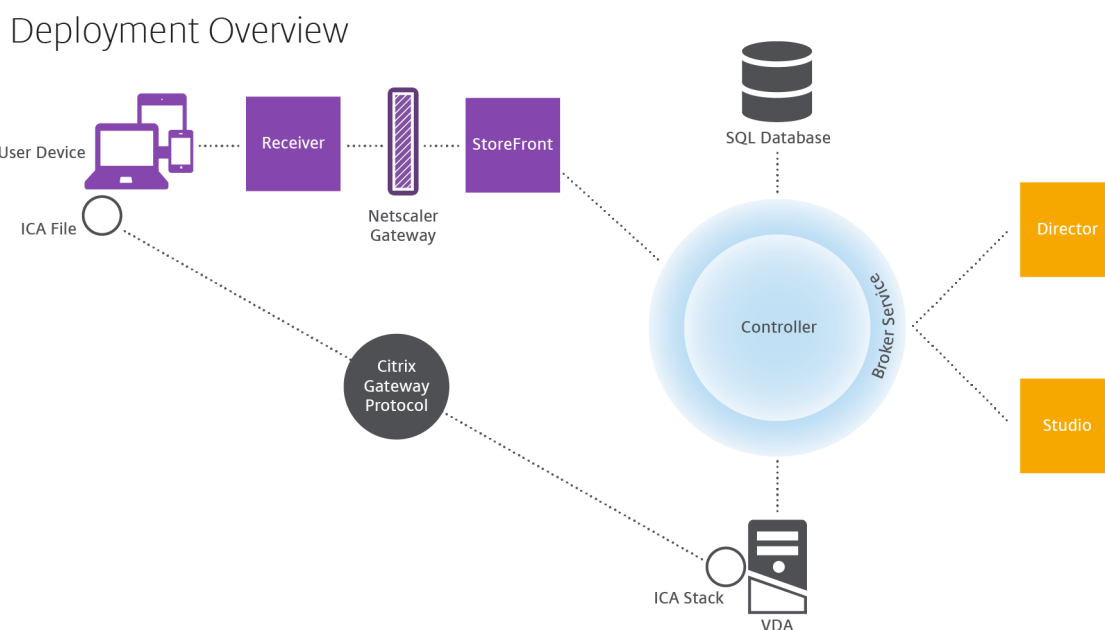 Deployment Overview
SQL Database
User Device
Receiver
StoreFront
Netscaler
Gateway
ICA File
Director
Controller
Broker Service
Citrix
Gateway
Protocol
Studio
ICA Stack
VDA